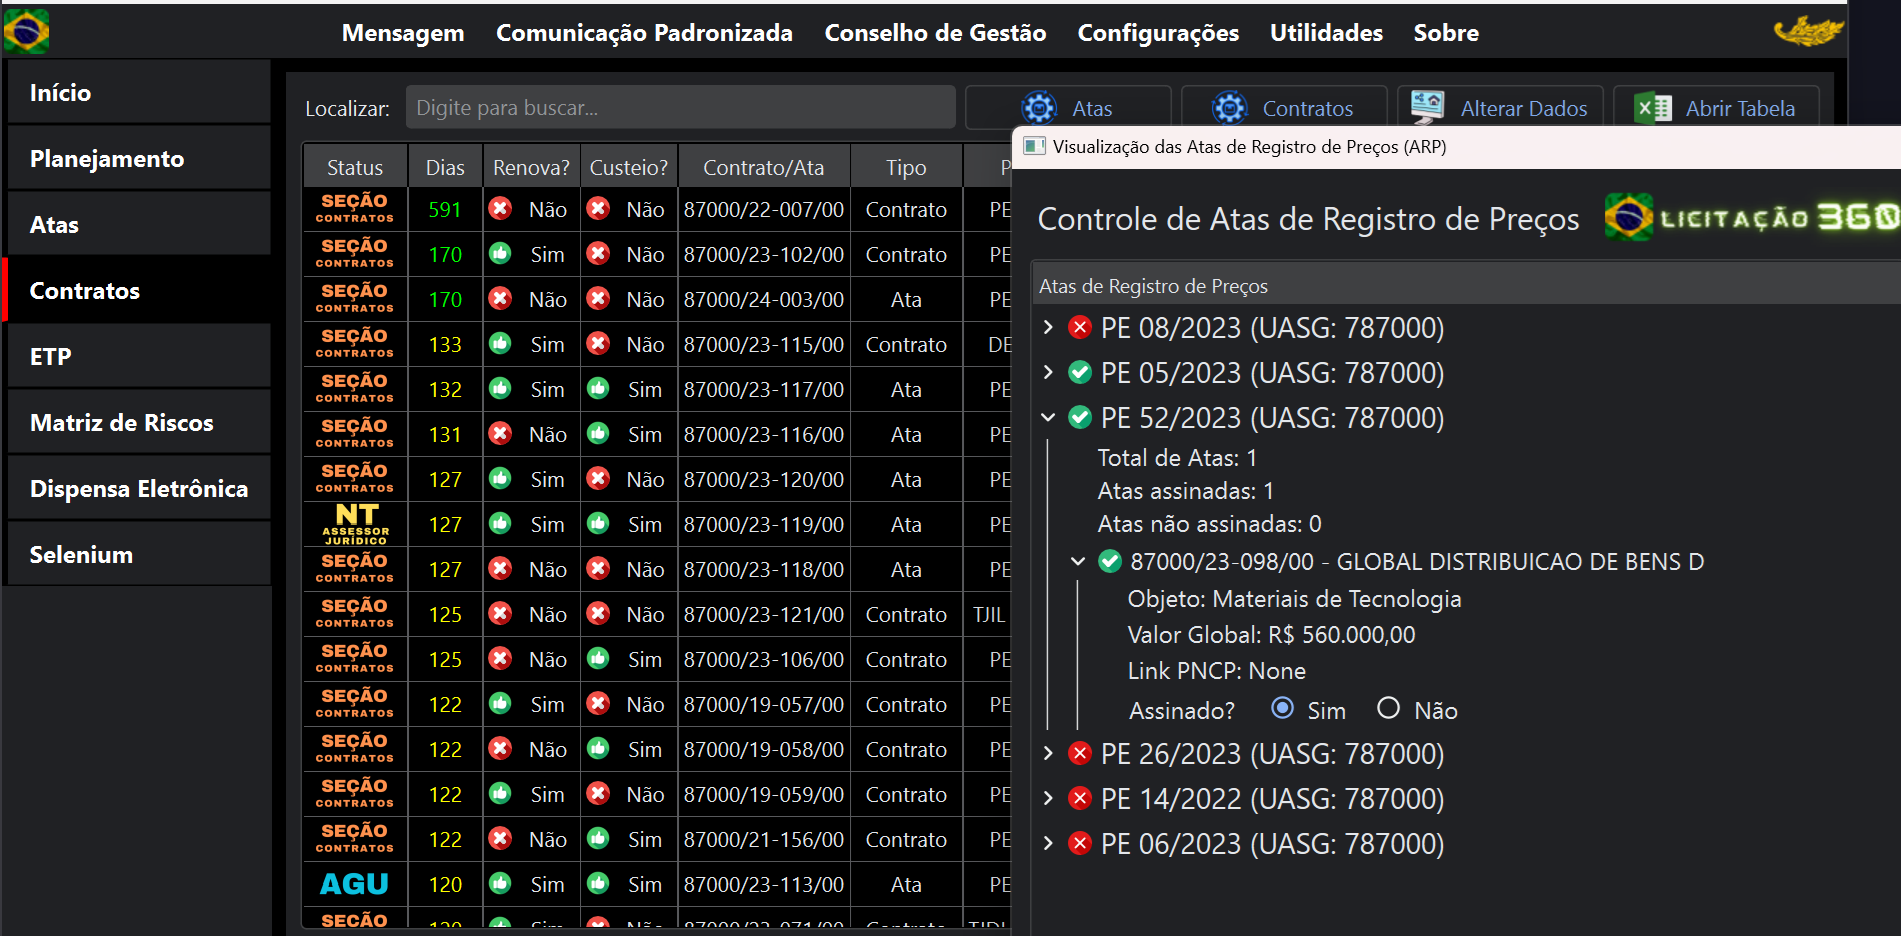 Mensagem Comunicação Padronizada Conselho de Gestão Configurações Utilidades Sobre
Início
Planejamento
Atas
Contratos
ETP
Matriz de Riscos
Dispensa Eletrônica
Selenium
Localizar: Digite para buscar... Atas Contratos Alterar Dados Abrir Tabela
Status Dias Renova? Custeio? Contrato/Ata Tipo P
SEÇÃO CONTRATOS 591 Não Não 87000/22-007/00 Contrato PE
SEÇÃO CONTRATOS 170 Sim Não 87000/23-102/00 Contrato PE
SEÇÃO CONTRATOS 170 Não Não 87000/24-003/00 Ata PE
SEÇÃO CONTRATOS 133 Sim Não 87000/23-115/00 Contrato DE
SEÇÃO CONTRATOS 132 Sim Sim 87000/23-117/00 Ata PE
SEÇÃO CONTRATOS 131 Não Sim 87000/23-116/00 Ata PE
SEÇÃO CONTRATOS 127 Sim Não 87000/23-120/00 Ata PE
NT ASSESSOR JURÍDICO 127 Sim Sim 87000/23-119/00 Ata PE
SEÇÃO CONTRATOS 127 Não Não 87000/23-118/00 Ata PE
SEÇÃO CONTRATOS 125 Não Não 87000/23-121/00 Contrato TJIL
SEÇÃO CONTRATOS 125 Não Sim 87000/23-106/00 Contrato PE
SEÇÃO CONTRATOS 122 Sim Não 87000/19-057/00 Contrato PE
SEÇÃO CONTRATOS 122 Não Sim 87000/19-058/00 Contrato PE
SEÇÃO CONTRATOS 122 Sim Não 87000/19-059/00 Contrato PE
SEÇÃO CONTRATOS 122 Não Sim 87000/21-156/00 Contrato PE
AGU 120 Sim Sim 87000/23-113/00 Ata PE
SEÇÃO 120 Sim Não 87000/23-071/00 Contrato
Visualização das Atas de Registro de Preços (ARP)
Controle de Atas de Registro de Preços LICITAÇÃO 360
Atas de Registro de Preços
PE 08/2023 (UASG: 787000)
PE 05/2023 (UASG: 787000)
PE 52/2023 (UASG: 787000)
Total de Atas: 1
Atas assinadas: 1
Atas não assinadas: 0
87000/23-098/00 - GLOBAL DISTRIBUICAO DE BENS D
Objeto: Materiais de Tecnologia
Valor Global: R$ 560.000,00
Link PNCP: None
Assinado? Sim Não
PE 26/2023 (UASG: 787000)
PE 14/2022 (UASG: 787000)
PE 06/2023 (UASG: 787000)